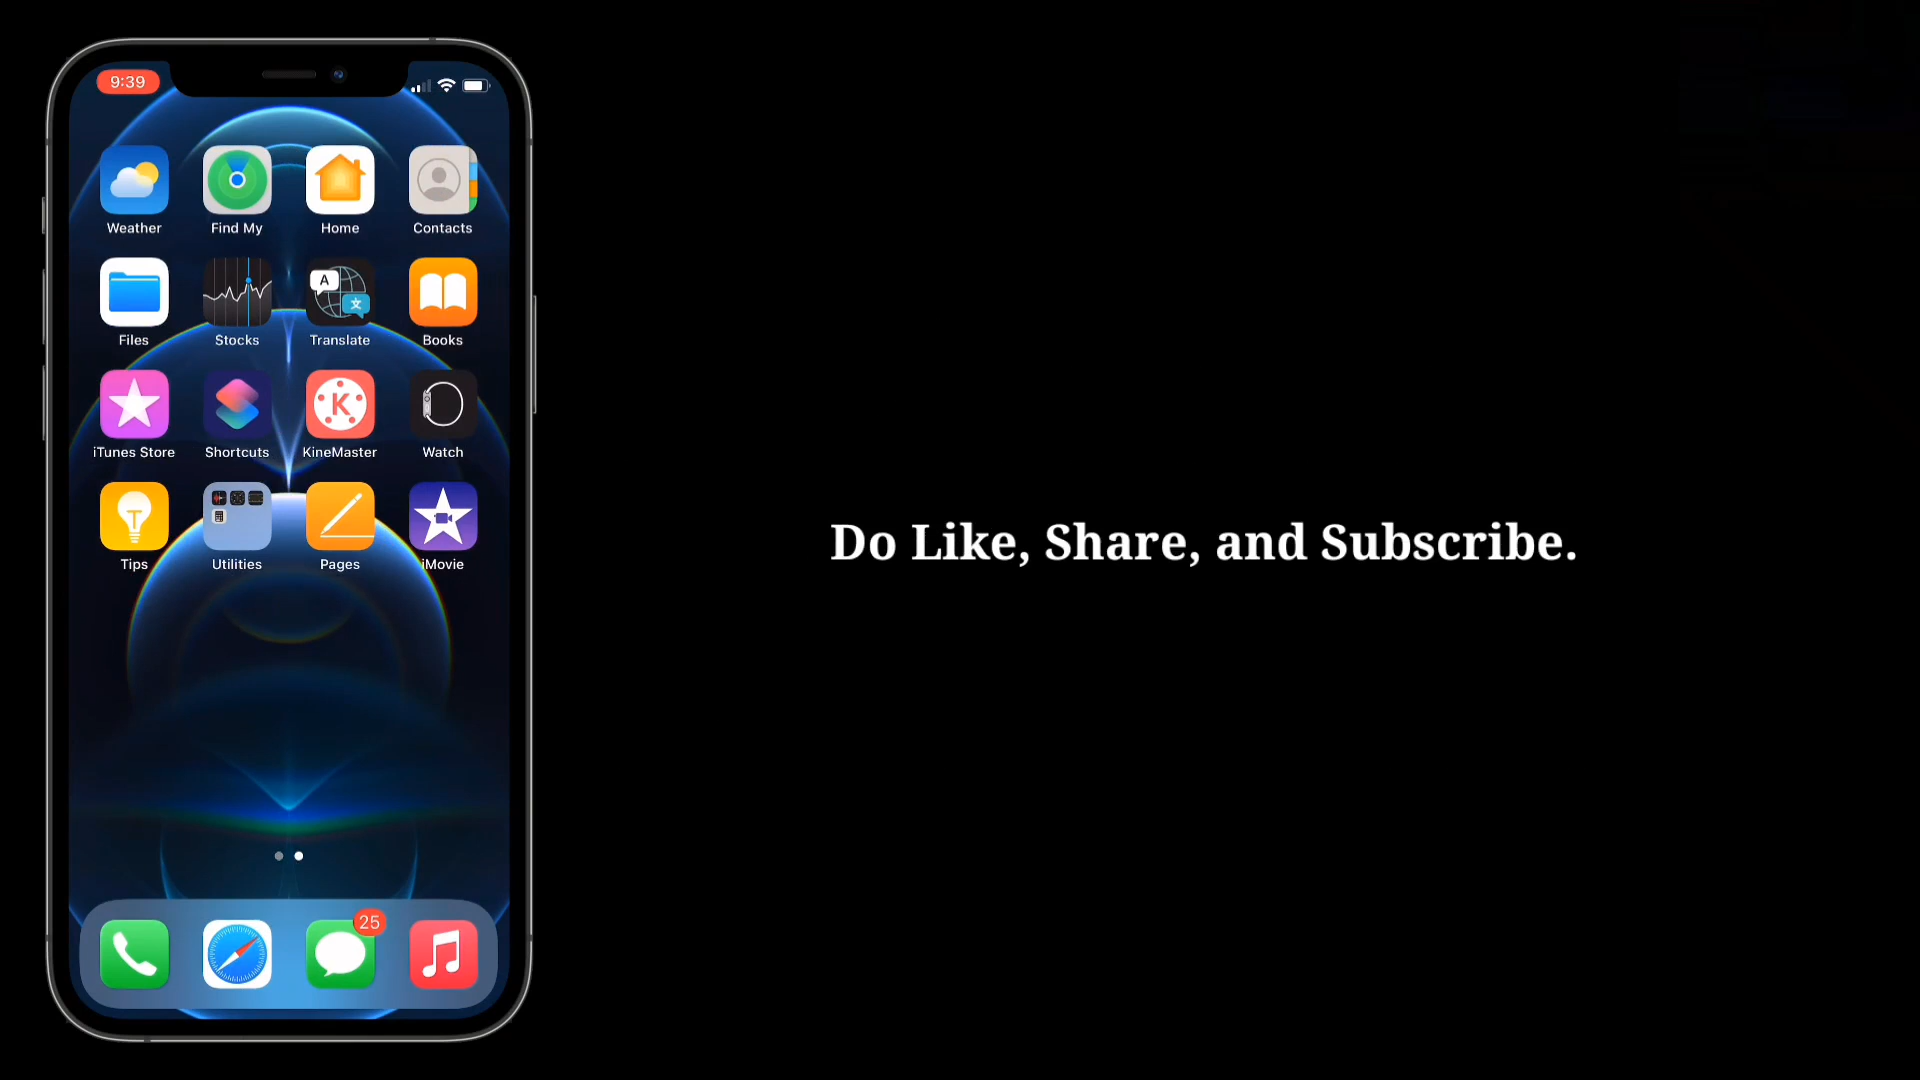 9:39
Weather Find My Home Contacts
A 文
Files Stocks Translate Books
K
iTunes Store Shortcuts KineMaster Watch
Tips Utilities Pages iMovie
Do Like, Share, and Subscribe.
25